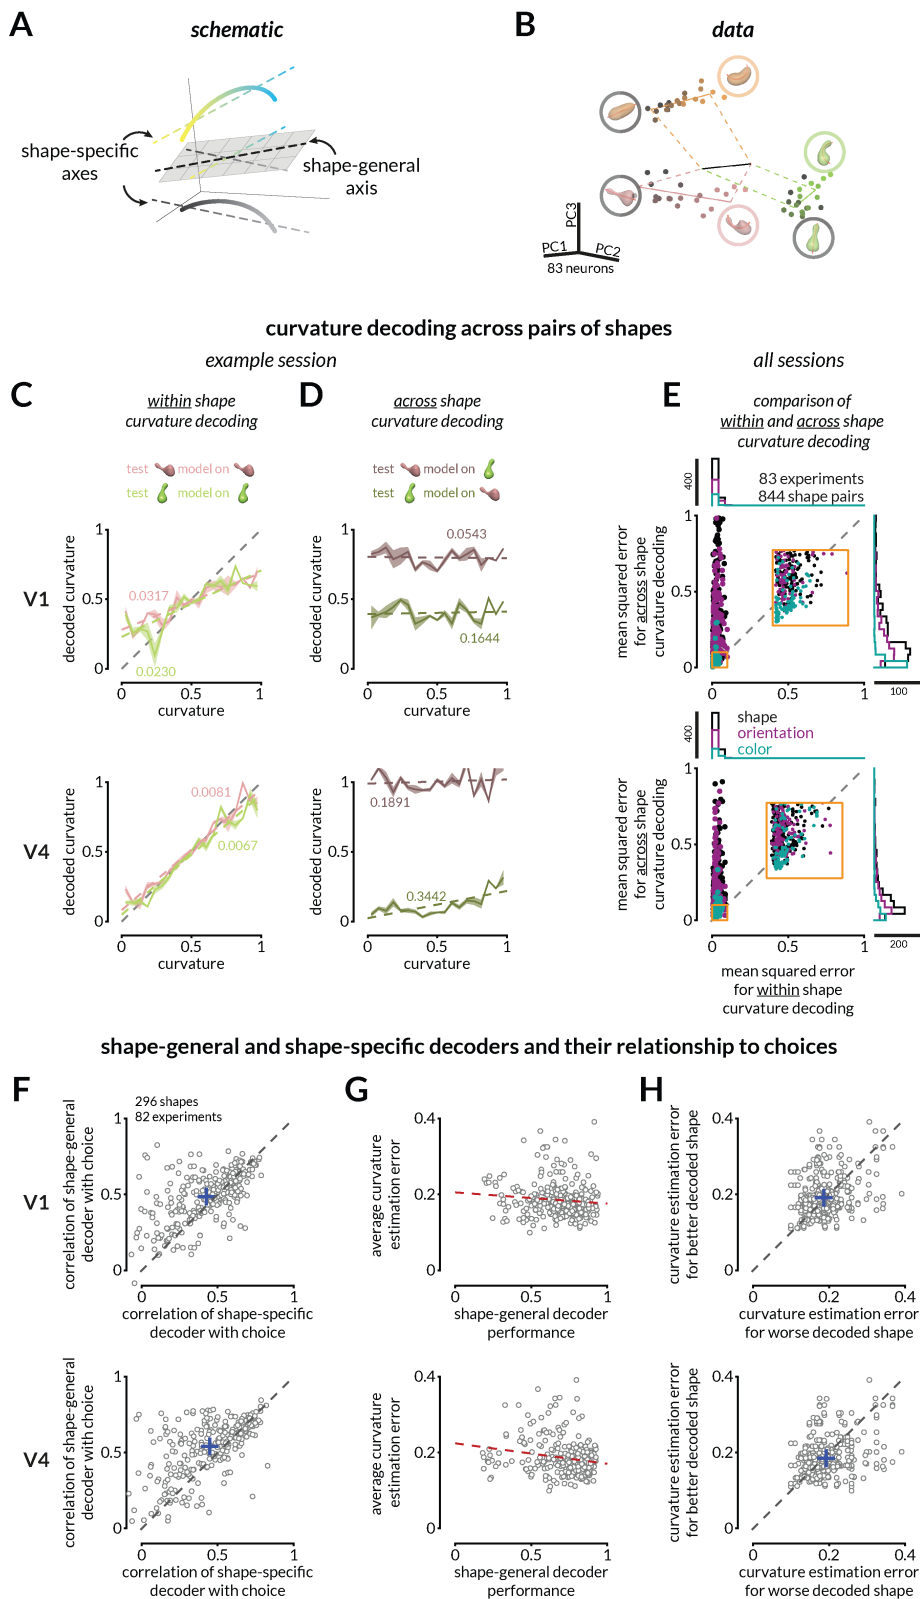 A
schematic
shape-specific
axes
shape-general
axis
B
data
PC3
PC1
PC2
83 neurons
curvature decoding across pairs of shapes
example session
all sessions
C
within shape
curvature decoding
test model on
test model on
D
across shape
curvature decoding
test model on
test model on
E
comparison of
within and across shape
curvature decoding
V1
decoded curvature
1
0.5
0
0.0317
0.0230
0 0.5 1
curvature
decoded curvature
1
0.5
0
0.0543
0.1644
0 0.5 1
curvature
400
83 experiments
844 shape pairs
mean squared error
for across shape
curvature decoding
1
0.5
0
0 0.5 1
100
V4
decoded curvature
1
0.5
0
0.0081
0.0067
0 0.5 1
curvature
decoded curvature
1
0.5
0
0.1891
0.3442
0 0.5 1
curvature
400
shape
orientation
color
mean squared error
for across shape
curvature decoding
1
0.5
0
0 0.5 1
200
mean squared error
for within shape
curvature decoding
shape-general and shape-specific decoders and their relationship to choices
F
296 shapes
82 experiments
V1
correlation of shape-general
decoder with choice
1
0.5
0
0 0.5 1
correlation of shape-specific
decoder with choice
G
average curvature
estimation error
0.4
0.2
0
0 0.5 1
shape-general decoder
performance
H
curvature estimation error
for better decoded shape
0.4
0.2
0
0 0.2 0.4
curvature estimation error
for worse decoded shape
V4
correlation of shape-general
decoder with choice
1
0.5
0
0 0.5 1
correlation of shape-specific
decoder with choice
average curvature
estimation error
0.4
0.2
0
0 0.5 1
shape-general decoder
performance
curvature estimation error
for better decoded shape
0.4
0.2
0
0 0.2 0.4
curvature estimation error
for worse decoded shape